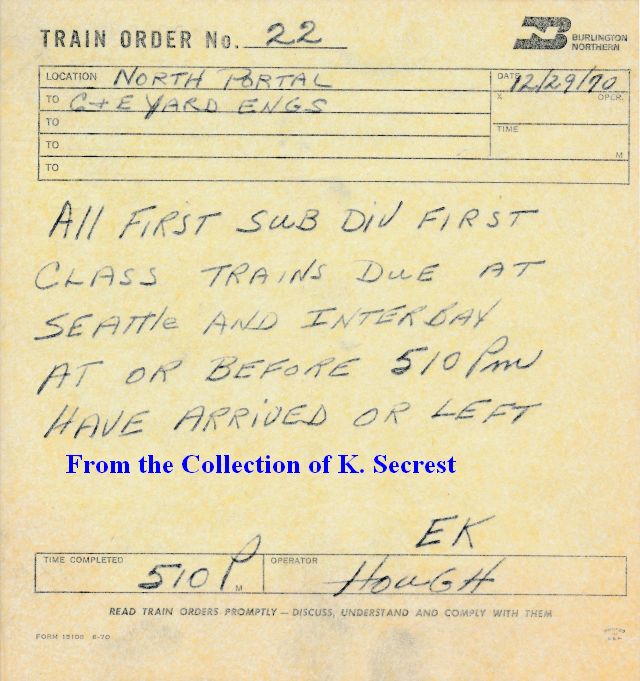 TRAIN ORDER No. 22
BURLINGTON
NORTHERN
LOCATION NORTH PORTAL
DATE 12/29/70
TO C+E YARD ENGS
X OPER.
TO
TIME
TO
M
TO
All FIRST SUB DIV FIRST
CLASS TRAINS DUE AT
SEATTle AND INTERBAY
AT OR BEFORE 510 Pm
HAVE ARRIVED OR LEFT
From the Collection of K. Secrest
EK
TIME COMPLETED 510 P M
OPERATOR HOUGH
READ TRAIN ORDERS PROMPTLY — DISCUSS, UNDERSTAND AND COMPLY WITH THEM
FORM 15106 6-70